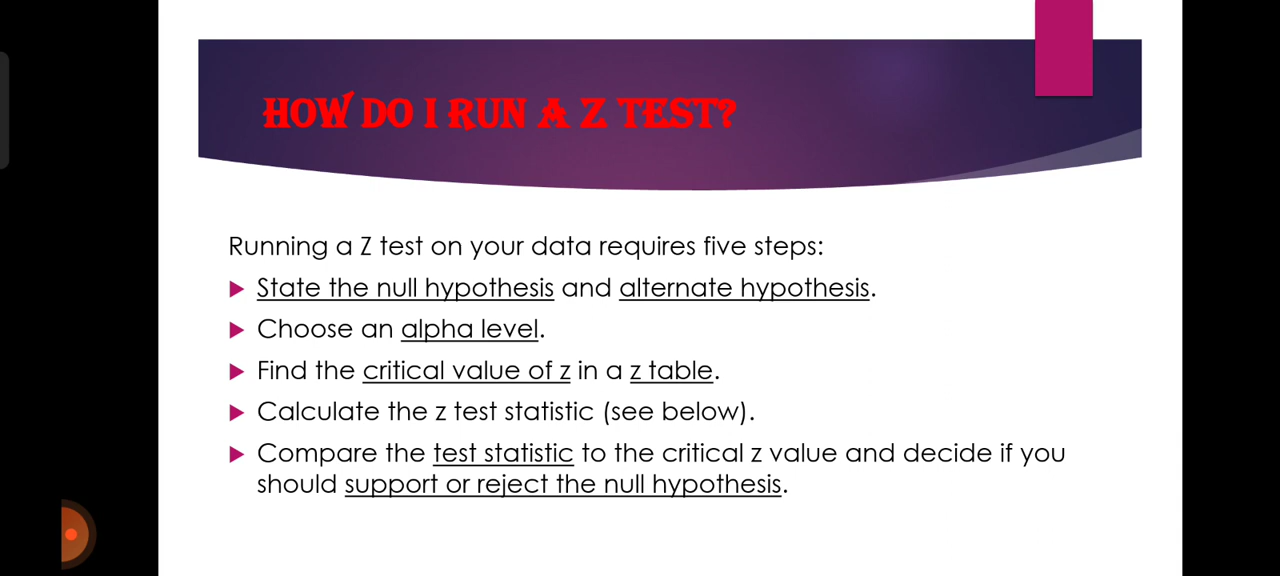 HOW DO I RUN A Z TEST?
Running a Z test on your data requires five steps:
State the null hypothesis and alternate hypothesis.
Choose an alpha level.
Find the critical value of z in a z table.
Calculate the z test statistic (see below).
Compare the test statistic to the critical z value and decide if you
should support or reject the null hypothesis.